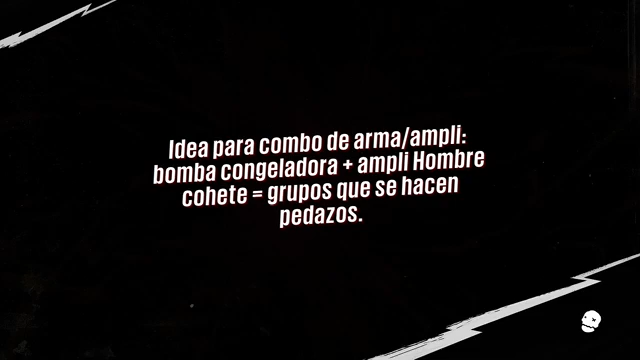 Idea para combo de arma/ampli:
bomba congeladora + ampli Hombre
cohete = grupos que se hacen
pedazos.